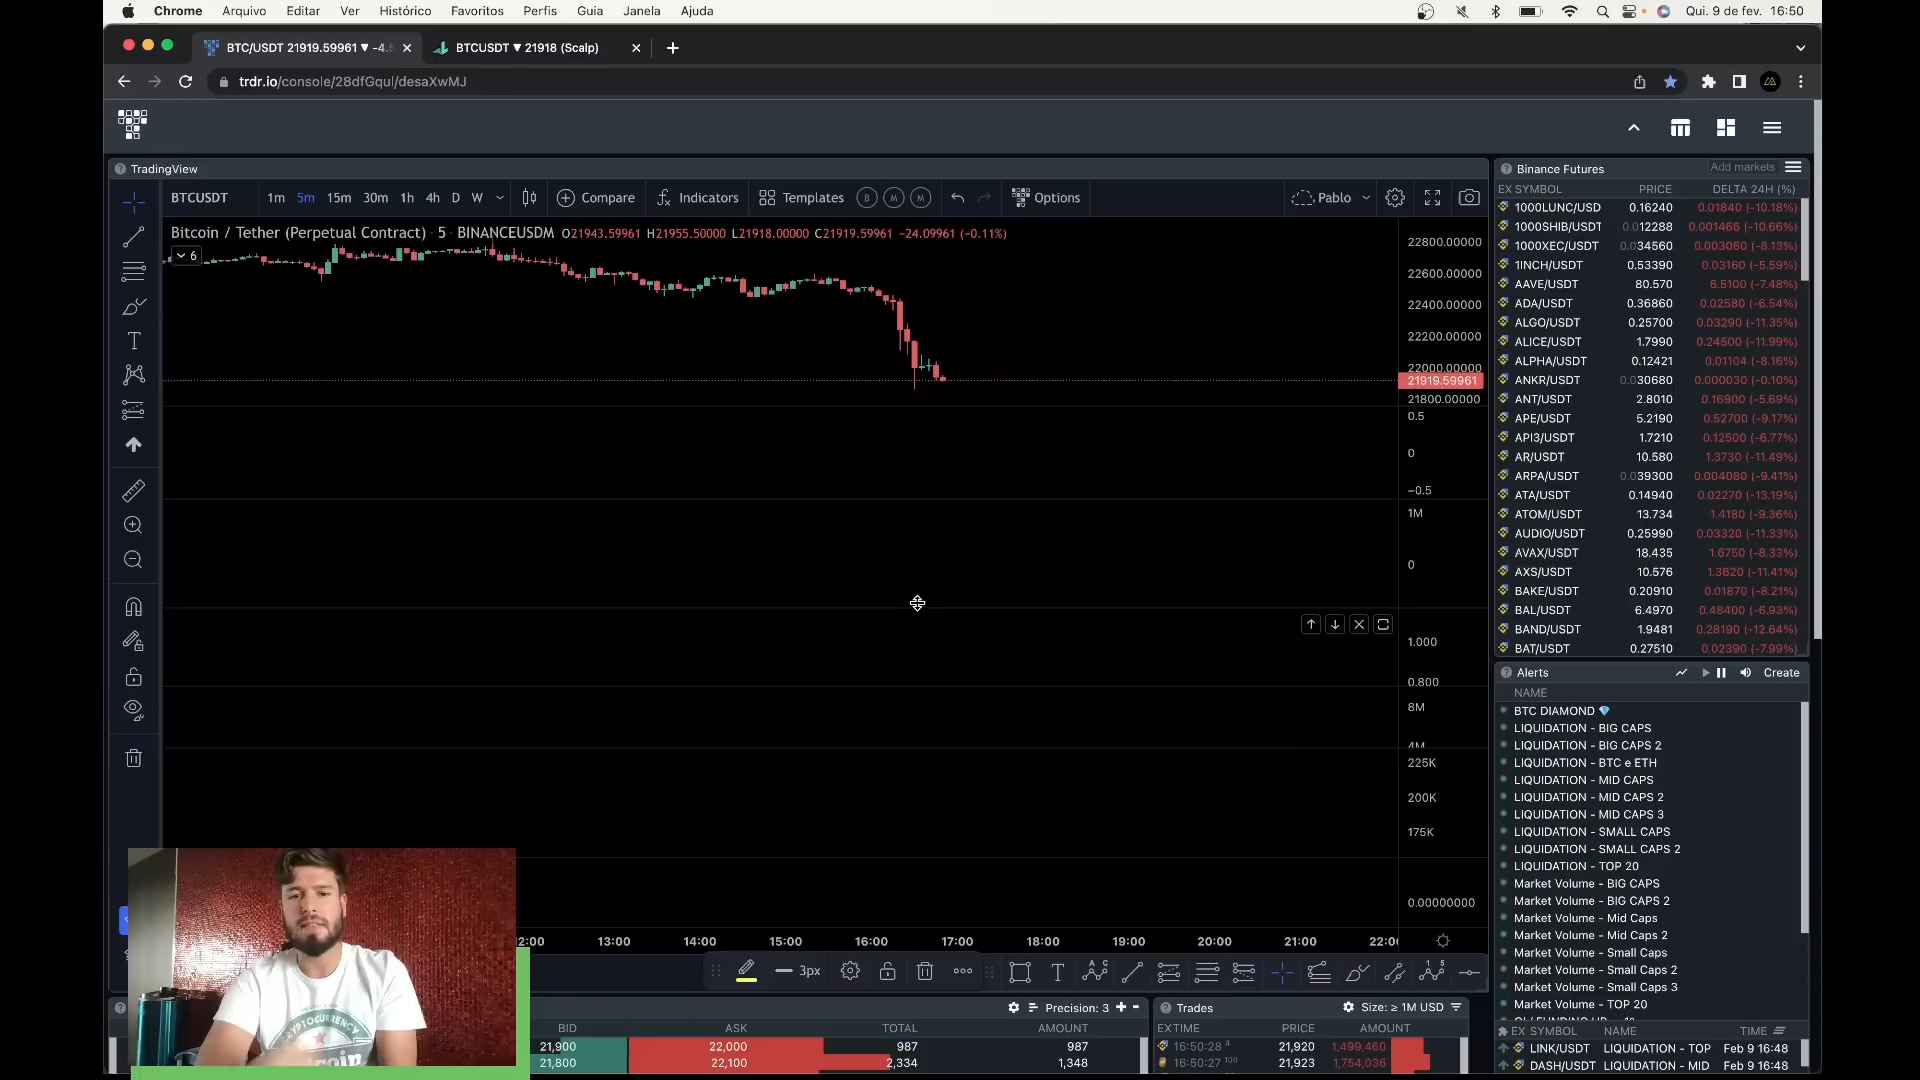 Chrome Arquivo Editar Ver Histórico Favoritos Perfis Guia Janela Ajuda Qui. 9 de fev. 16:50
BTC/USDT 21919.59961 ▼ -4. BTCUSDT ▼ 21918 (Scalp)
trdr.io/console/28dfGqul/desaXwMJ
TradingView
BTCUSDT 1m 5m 15m 30m 1h 4h D W Compare Indicators Templates B M M Options Pablo
Bitcoin / Tether (Perpetual Contract) · 5 · BINANCEUSDM O21943.59961 H21955.50000 L21918.00000 C21919.59961 −24.09961 (−0.11%)
6
22800.00000
22600.00000
22400.00000
22200.00000
22000.00000
21919.59961
21800.00000
0.5
0
−0.5
1M
0
1.000
0.800
8M
4M
225K
200K
175K
0.00000000
2:00 13:00 14:00 15:00 16:00 17:00 18:00 19:00 20:00 21:00 22:0
3px
Binance Futures Add markets
EX SYMBOL PRICE DELTA 24H (%)
1000LUNC/USD 0.16240 0.01840 (-10.18%)
1000SHIB/USDT 0.012288 0.001466 (-10.66%)
1000XEC/USDT 0.034560 0.003060 (-8.13%)
1INCH/USDT 0.53390 0.03160 (-5.59%)
AAVE/USDT 80.570 6.5100 (-7.48%)
ADA/USDT 0.36860 0.02580 (-6.54%)
ALGO/USDT 0.25700 0.03290 (-11.35%)
ALICE/USDT 1.7990 0.24500 (-11.99%)
ALPHA/USDT 0.12421 0.01104 (-8.16%)
ANKR/USDT 0.030680 0.000030 (-0.10%)
ANT/USDT 2.8010 0.16900 (-5.69%)
APE/USDT 5.2190 0.52700 (-9.17%)
API3/USDT 1.7210 0.12500 (-6.77%)
AR/USDT 10.580 1.3730 (-11.49%)
ARPA/USDT 0.039300 0.004080 (-9.41%)
ATA/USDT 0.14940 0.02270 (-13.19%)
ATOM/USDT 13.734 1.4180 (-9.36%)
AUDIO/USDT 0.25990 0.03320 (-11.33%)
AVAX/USDT 18.435 1.6750 (-8.33%)
AXS/USDT 10.576 1.3620 (-11.41%)
BAKE/USDT 0.20910 0.01870 (-8.21%)
BAL/USDT 6.4970 0.48400 (-6.93%)
BAND/USDT 1.9481 0.28190 (-12.64%)
BAT/USDT 0.27510 0.02390 (-7.99%)
Alerts Create
NAME
BTC DIAMOND 💎
LIQUIDATION - BIG CAPS
LIQUIDATION - BIG CAPS 2
LIQUIDATION - BTC e ETH
LIQUIDATION - MID CAPS
LIQUIDATION - MID CAPS 2
LIQUIDATION - MID CAPS 3
LIQUIDATION - SMALL CAPS
LIQUIDATION - SMALL CAPS 2
LIQUIDATION - TOP 20
Market Volume - BIG CAPS
Market Volume - BIG CAPS 2
Market Volume - Mid Caps
Market Volume - Mid Caps 2
Market Volume - Small Caps
Market Volume - Small Caps 2
Market Volume - Small Caps 3
Market Volume - TOP 20
EX SYMBOL NAME TIME
LINK/USDT LIQUIDATION - TOP Feb 9 16:48
DASH/USDT LIQUIDATION - MID Feb 9 16:48
Precision: 3 + -
BID ASK TOTAL AMOUNT
21,900 22,000 987 987
21,800 22,100 2,334 1,348
Trades Size: ≥ 1M USD
EX TIME PRICE AMOUNT
16:50:28 4 21,920 1,499,460
16:50:27 100 21,923 1,754,036